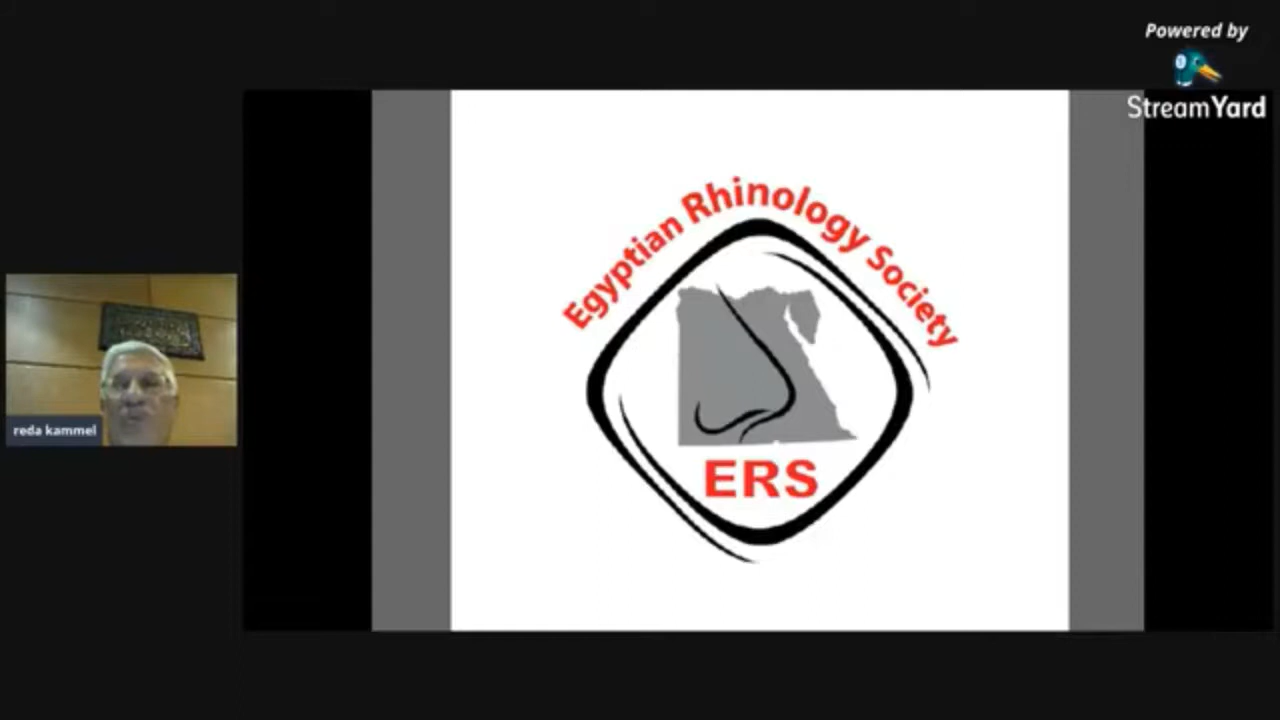 Powered by
StreamYard
Egyptian Rhinology Society
ERS
reda kammel